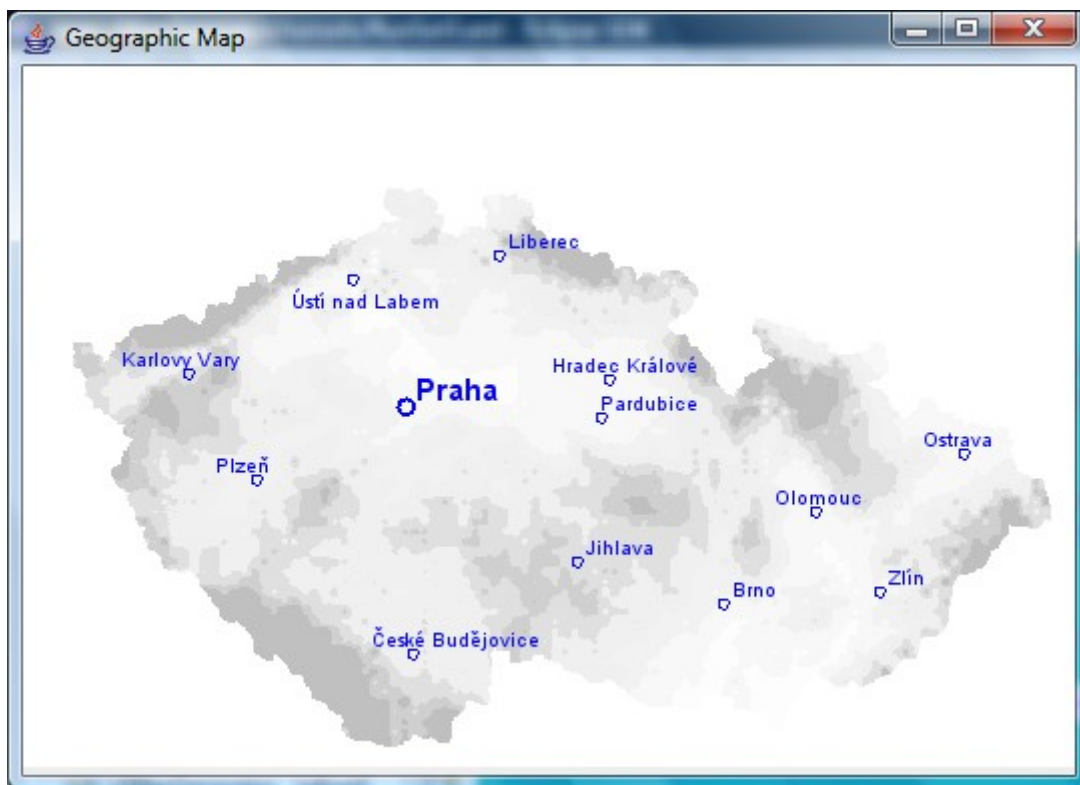 Geographic Map
Liberec
Ústí nad Labem
Karlovy Vary
Hradec Králové
Praha
Pardubice
Ostrava
Plzeň
Olomouc
Jihlava
Zlín
Brno
České Budějovice